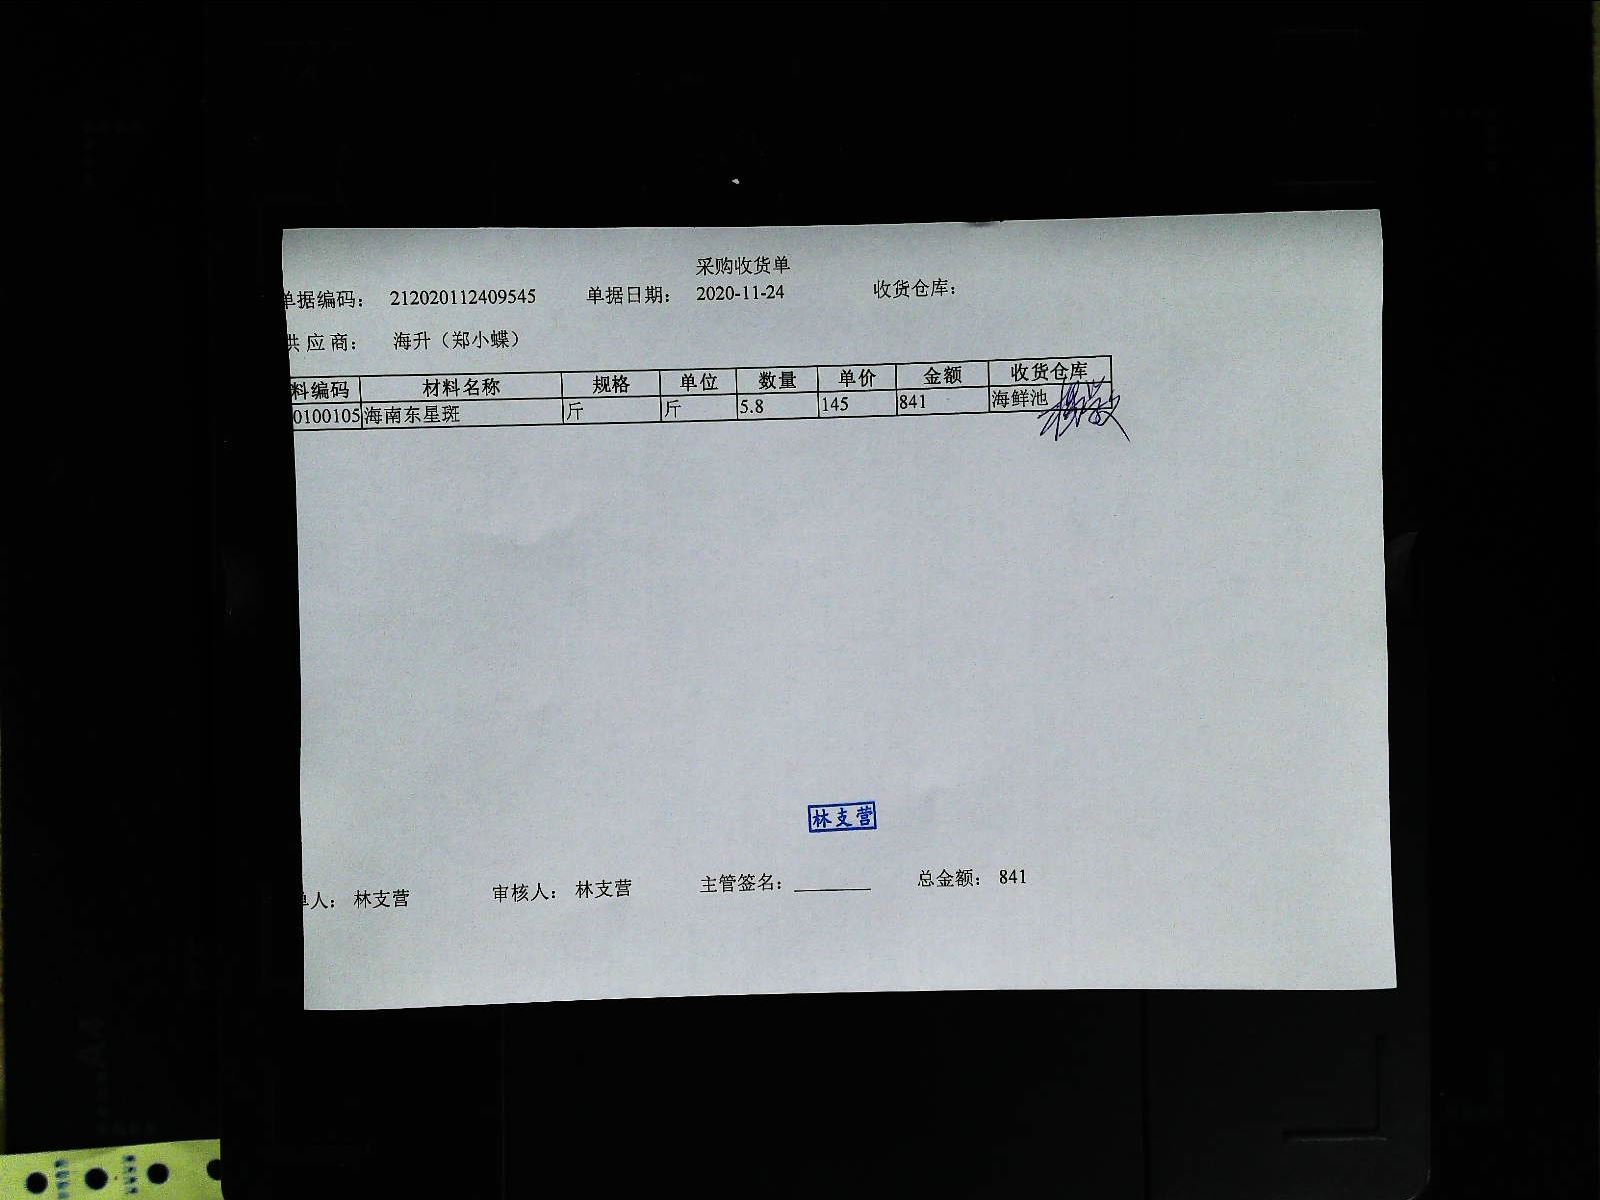 采购收货单
单据编码： 212020112409545 单据日期： 2020-11-24 收货仓库：
供 应 商： 海升（郑小蝶）
料编码 材料名称 规格 单位 数量 单价 金额 收货仓库
0100105 海南东星斑 斤 斤 5.8 145 841 海鲜池
林支营
单人： 林支营 审核人： 林支营 主管签名： ________ 总金额： 841